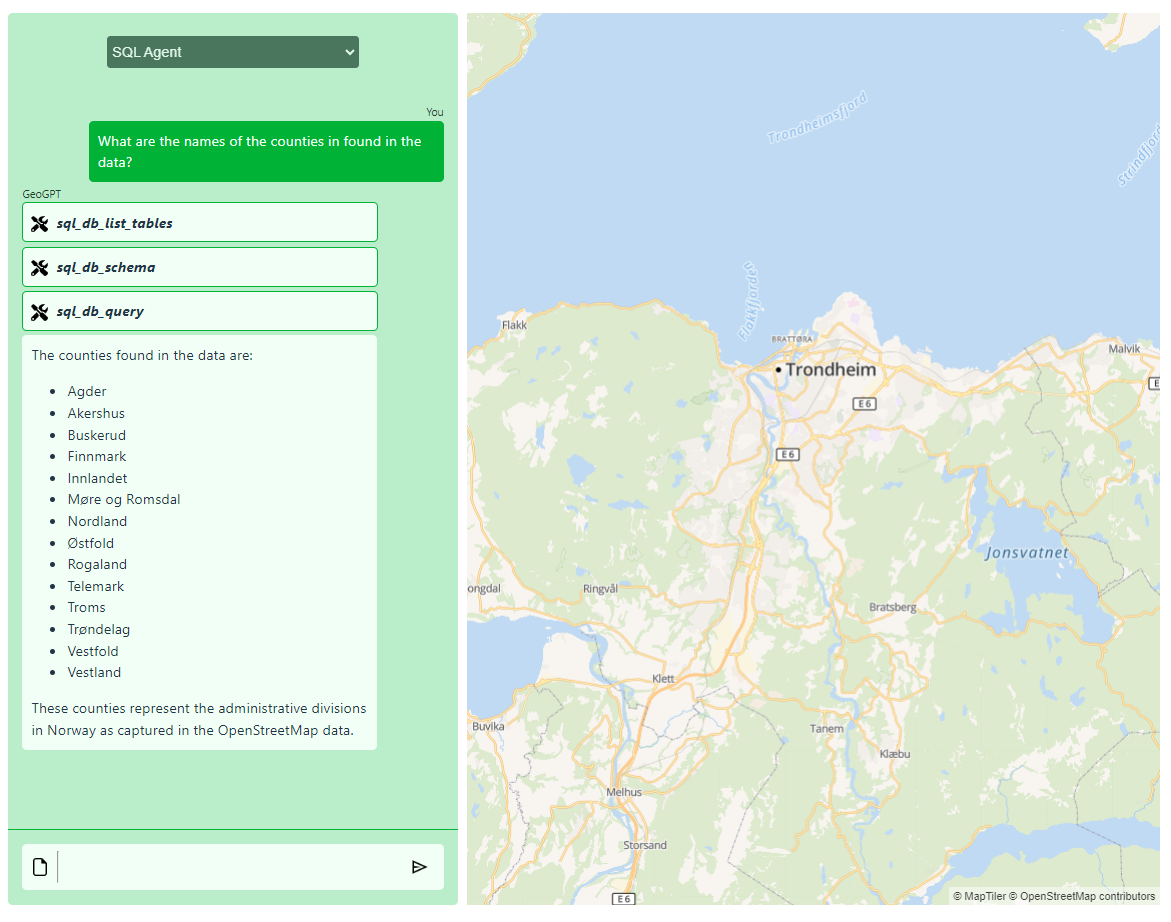 SQL Agent
You
What are the names of the counties in found in the
data?
GeoGPT
sql_db_list_tables
sql_db_schema
sql_db_query
The counties found in the data are:
Agder
Akershus
Buskerud
Finnmark
Innlandet
Møre og Romsdal
Nordland
Østfold
Rogaland
Telemark
Troms
Trøndelag
Vestfold
Vestland
These counties represent the administrative divisions
in Norway as captured in the OpenStreetMap data.
Trondheimsfjord
Strindfjord
Flakkfjorden
Flakk
BRATTØRA
Malvik
Trondheim
E6
E6
Jonsvatnet
ongdal
Ringvål
Bratsberg
Klett
Buvika
Tanem
Klæbu
Melhus
Storsand
E6
© MapTiler © OpenStreetMap contributors